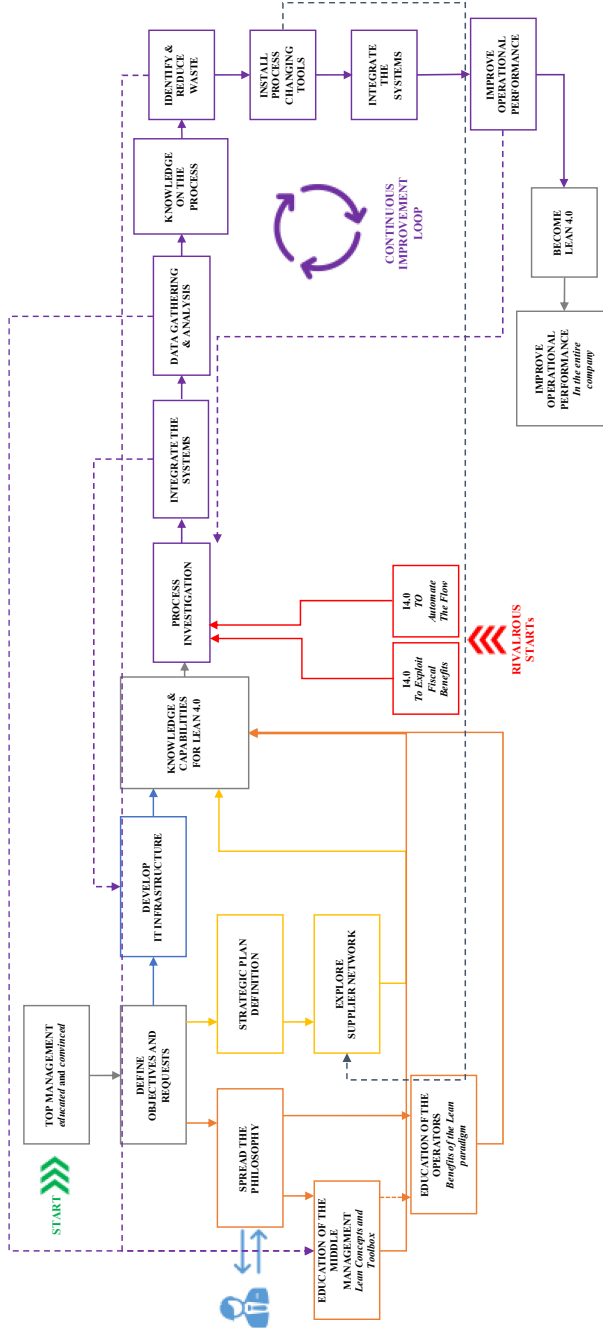 START
TOP MANAGEMENT
educated and convinced
DEFINE
OBJECTIVES AND
REQUESTS
SPREAD THE
PHILOSOPHY
EDUCATION OF THE
MIDDLE
MANAGEMENT
Lean Concepts and
Toolbox
EDUCATION OF THE
OPERATORS
Benefits of the Lean
paradigm
STRATEGIC PLAN
DEFINITION
EXPLORE
SUPPLIER NETWORK
DEVELOP
IT INFRASTRUCTURE
KNOWLEDGE &
CAPABILITIES
FOR LEAN 4.0
I4.0
To Exploit
Fiscal
Benefits
I4.0
TO
Automate
The Flow
RIVALROUS
STARTs
PROCESS
INVESTIGATION
INTEGRATE THE
SYSTEMS
DATA GATHERING
& ANALYSIS
KNOWLEDGE
ON THE
PROCESS
IDENTIFY &
REDUCE
WASTE
INSTALL
PROCESS
CHANGING
TOOLS
INTEGRATE
THE
SYSTEMS
CONTINUOUS
IMPROVEMENT
LOOP
IMPROVE
OPERATIONAL
PERFORMANCE
BECOME
LEAN 4.0
IMPROVE
OPERATIONAL
PERFORMANCE
In the entire
company